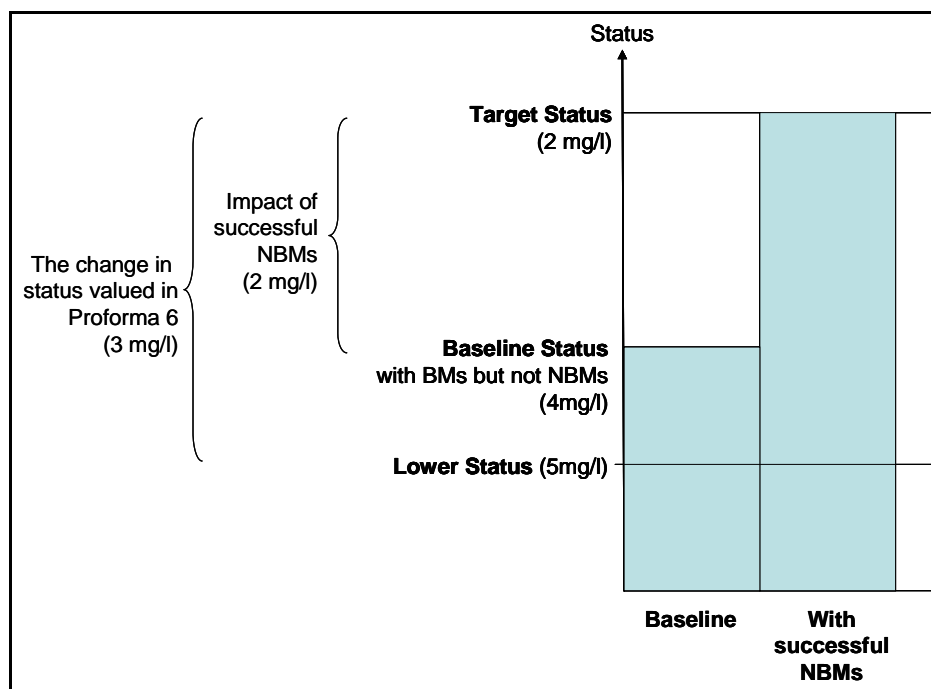 Status
Target Status
(2 mg/l)
Impact of
successful
NBMs
(2 mg/l)
The change in
status valued in
Proforma 6
(3 mg/l)
Baseline Status
with BMs but not NBMs
(4mg/l)
Lower Status (5mg/l)
Baseline
With
successful
NBMs